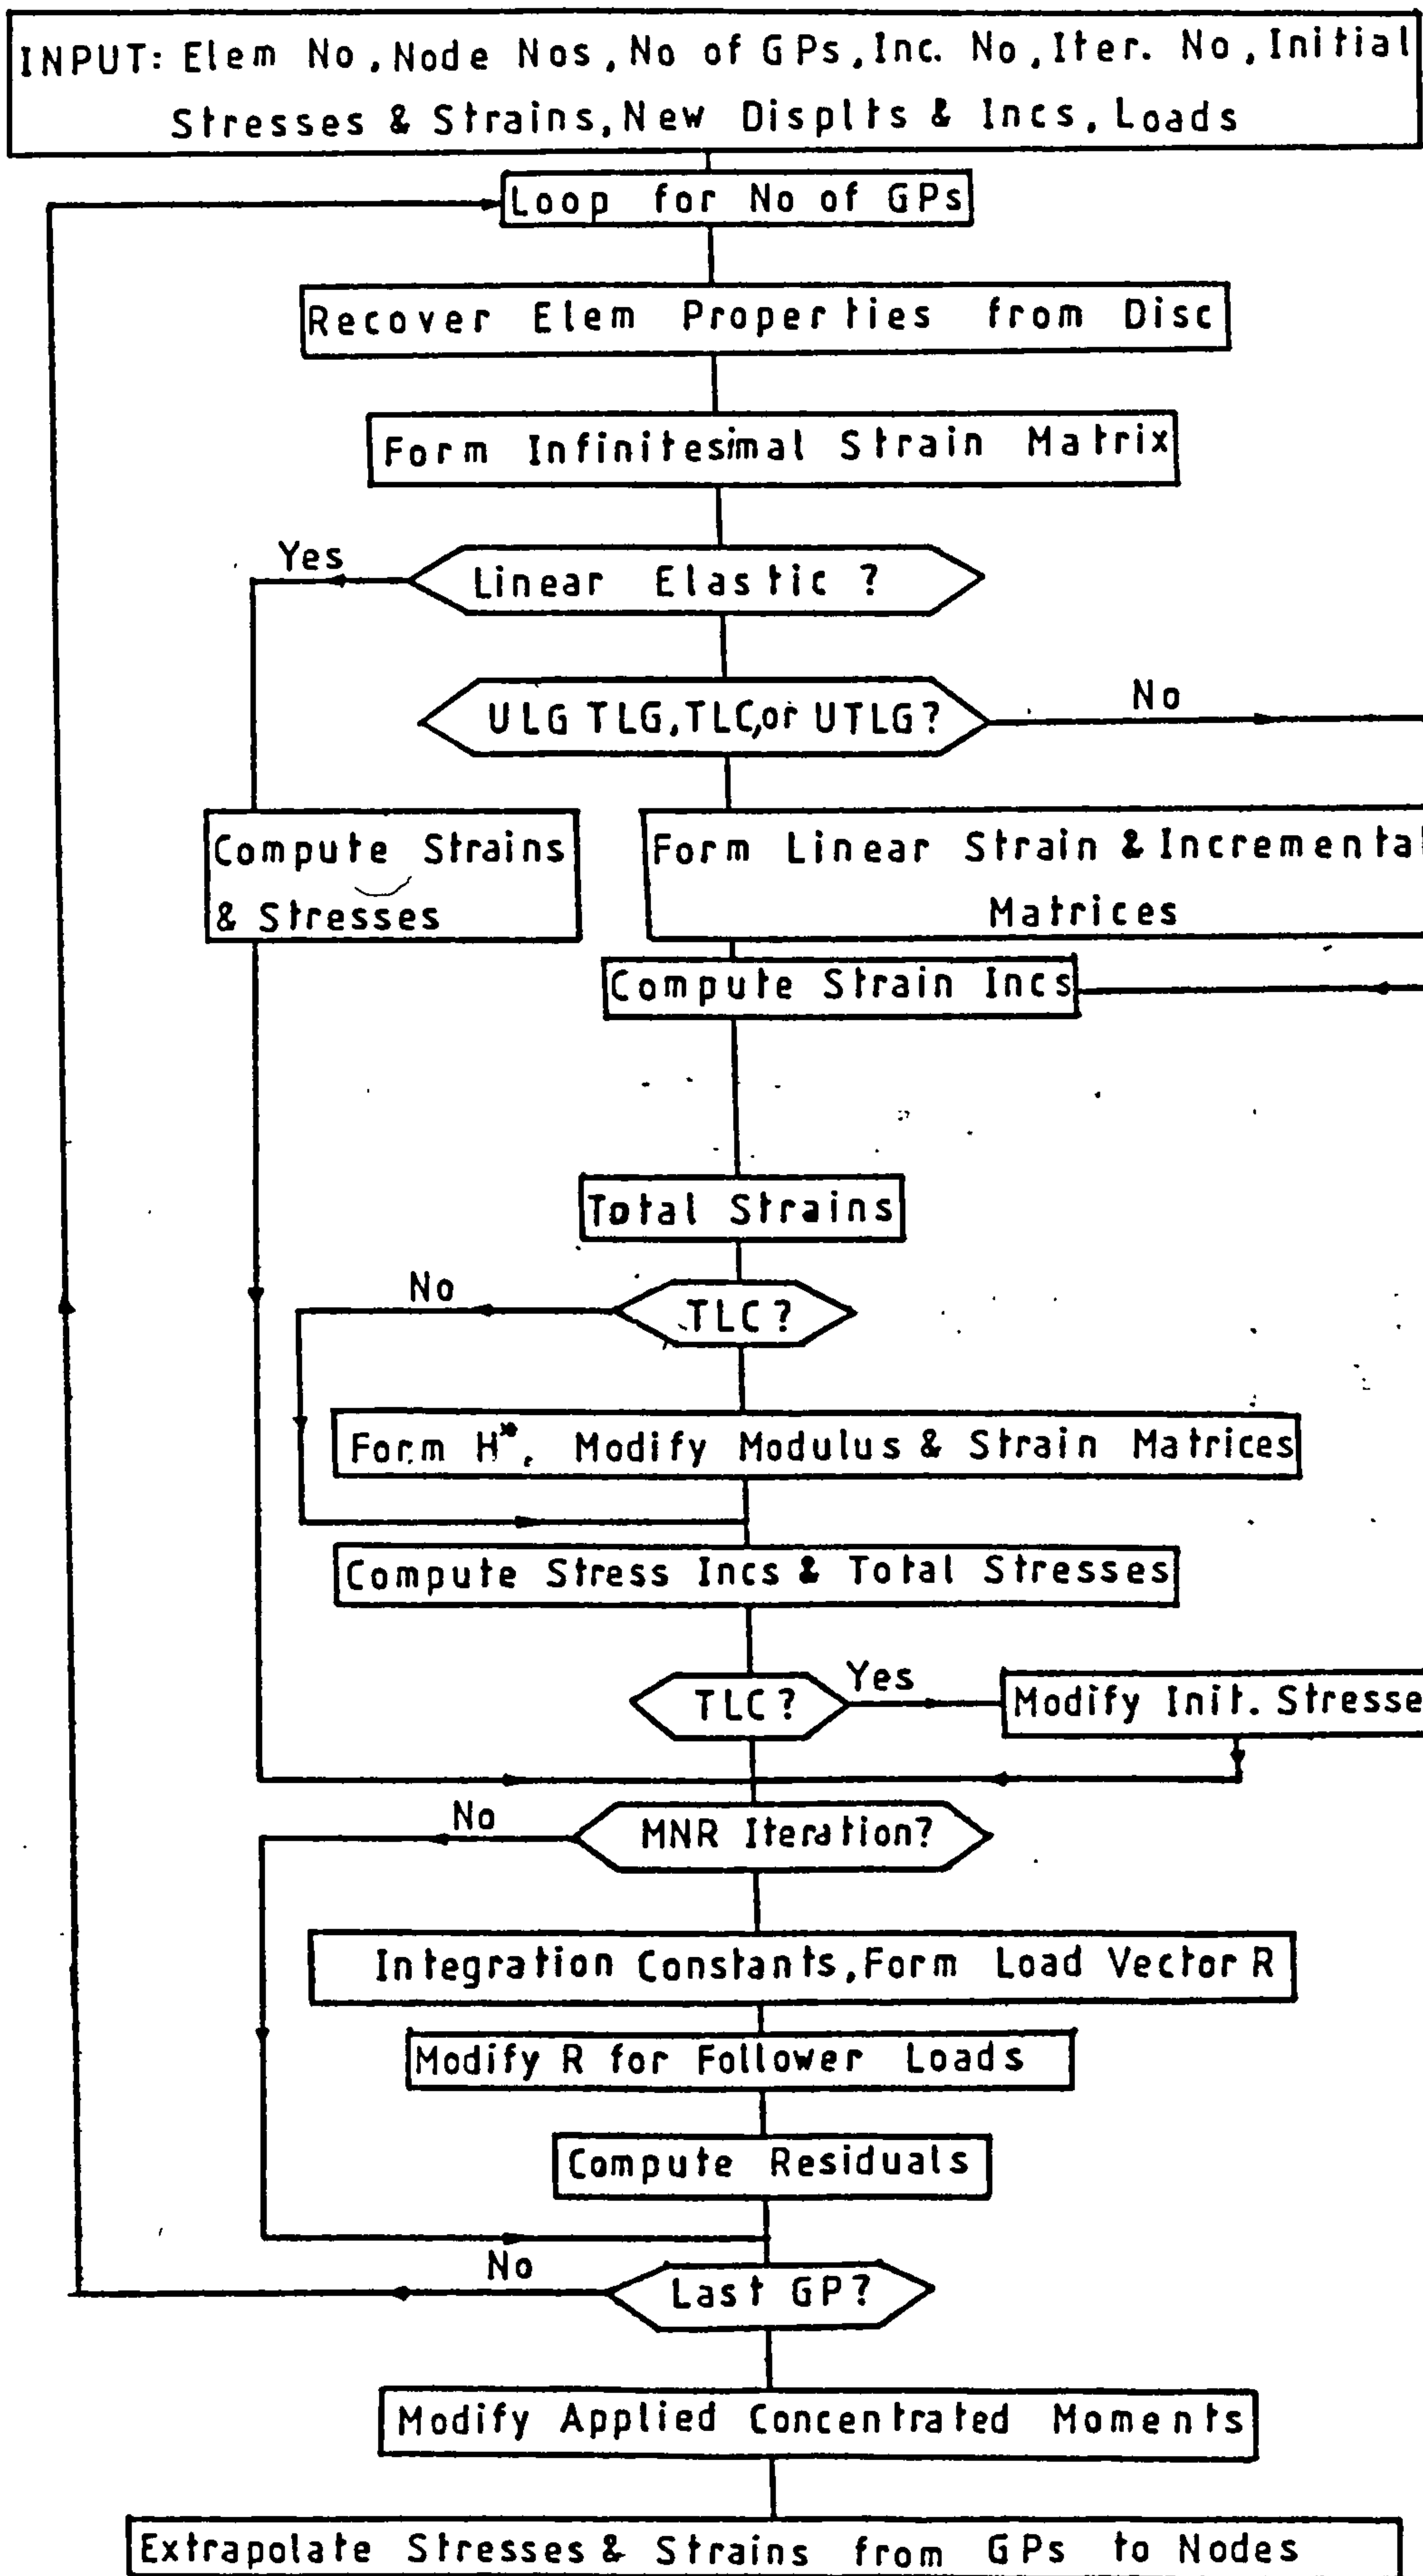 INPUT: Elem No, Node Nos, No of GPs, Inc. No, Iter. No, Initial
Stresses & Strains, New Displts & Incs, Loads
Loop for No of GPs
Recover Elem Properties from Disc
Form Infinitesimal Strain Matrix
Yes
Linear Elastic ?
ULG TLG, TLC, or UTLG?
No
Compute Strains
& Stresses
Form Linear Strain & Incremental
Matrices
Compute Strain Incs
Total Strains
No
TLC ?
Form H*, Modify Modulus & Strain Matrices
Compute Stress Incs & Total Stresses
TLC ?
Yes
Modify Init. Stresse
No
MNR Iteration?
Integration Constants, Form Load Vector R
Modify R for Follower Loads
Compute Residuals
No
Last GP?
Modify Applied Concentrated Moments
Extrapolate Stresses & Strains from GPs to Nodes